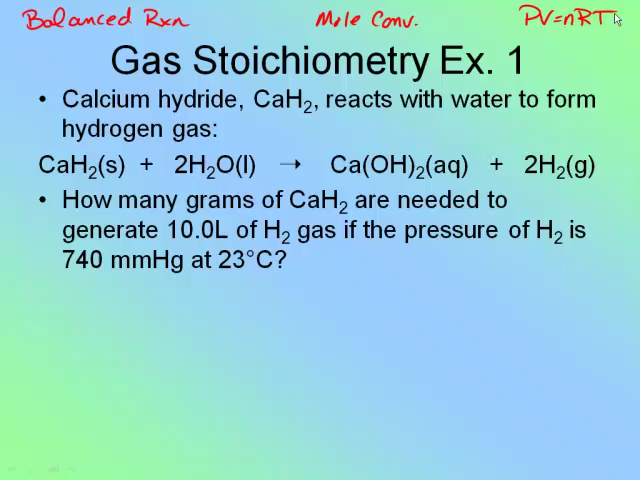 Balanced Rxn Mole Conv. PV=nRT
Gas Stoichiometry Ex. 1
• Calcium hydride, CaH₂, reacts with water to form
hydrogen gas:
CaH₂(s) + 2H₂O(l) → Ca(OH)₂(aq) + 2H₂(g)
• How many grams of CaH₂ are needed to
generate 10.0L of H₂ gas if the pressure of H₂ is
740 mmHg at 23°C?